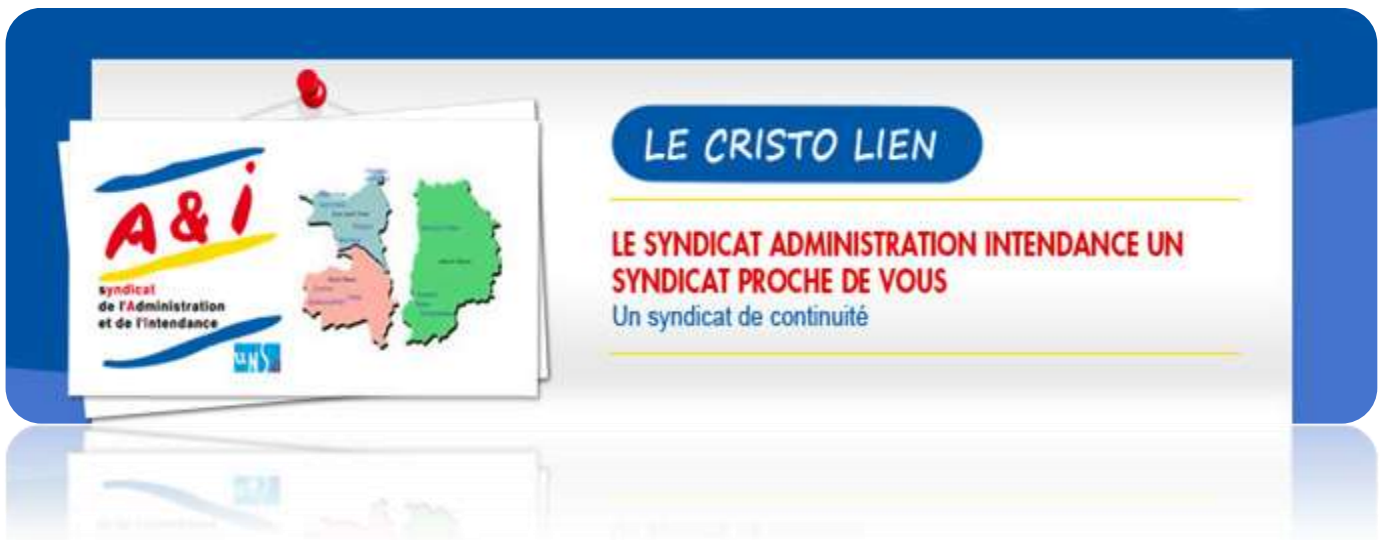 A & i
syndicat
de l'Administration
et de l'Intendance
UNS
LE CRISTO LIEN
LE SYNDICAT ADMINISTRATION INTENDANCE UN
SYNDICAT PROCHE DE VOUS
Un syndicat de continuité